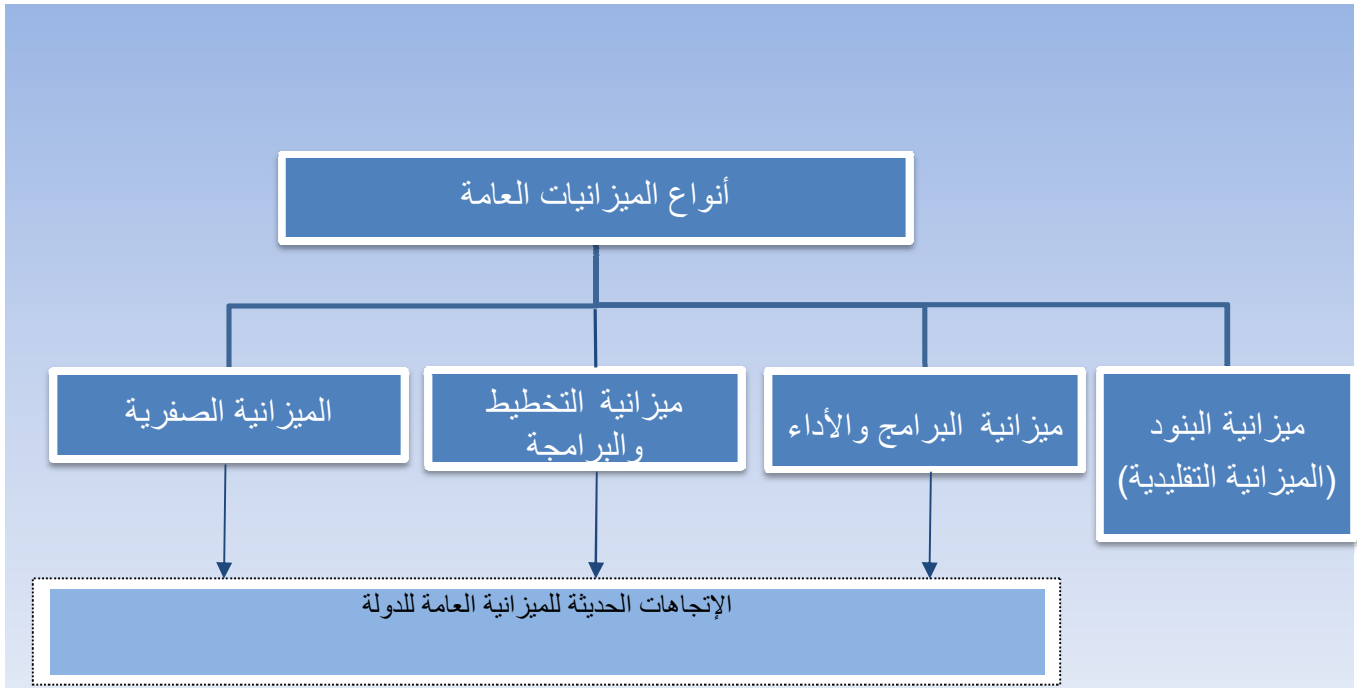 أنواع الميزانيات العامة
ميزانية البنود
(الميزانية التقليدية)
ميزانية البرامج والأداء
ميزانية التخطيط
والبرامجة
الميزانية الصفرية
الإتجاهات الحديثة للميزانية العامة للدولة